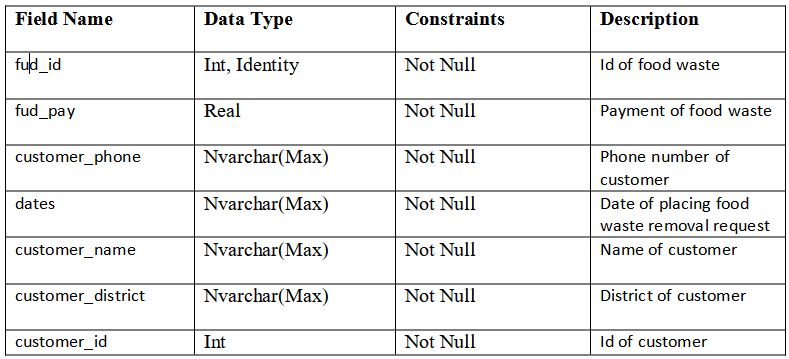 Field Name Data Type Constraints Description
fud_id Int, Identity Not Null Id of food waste
fud_pay Real Not Null Payment of food waste
customer_phone Nvarchar(Max) Not Null Phone number of
customer
dates Nvarchar(Max) Not Null Date of placing food
waste removal request
customer_name Nvarchar(Max) Not Null Name of customer
customer_district Nvarchar(Max) Not Null District of customer
customer_id Int Not Null Id of customer